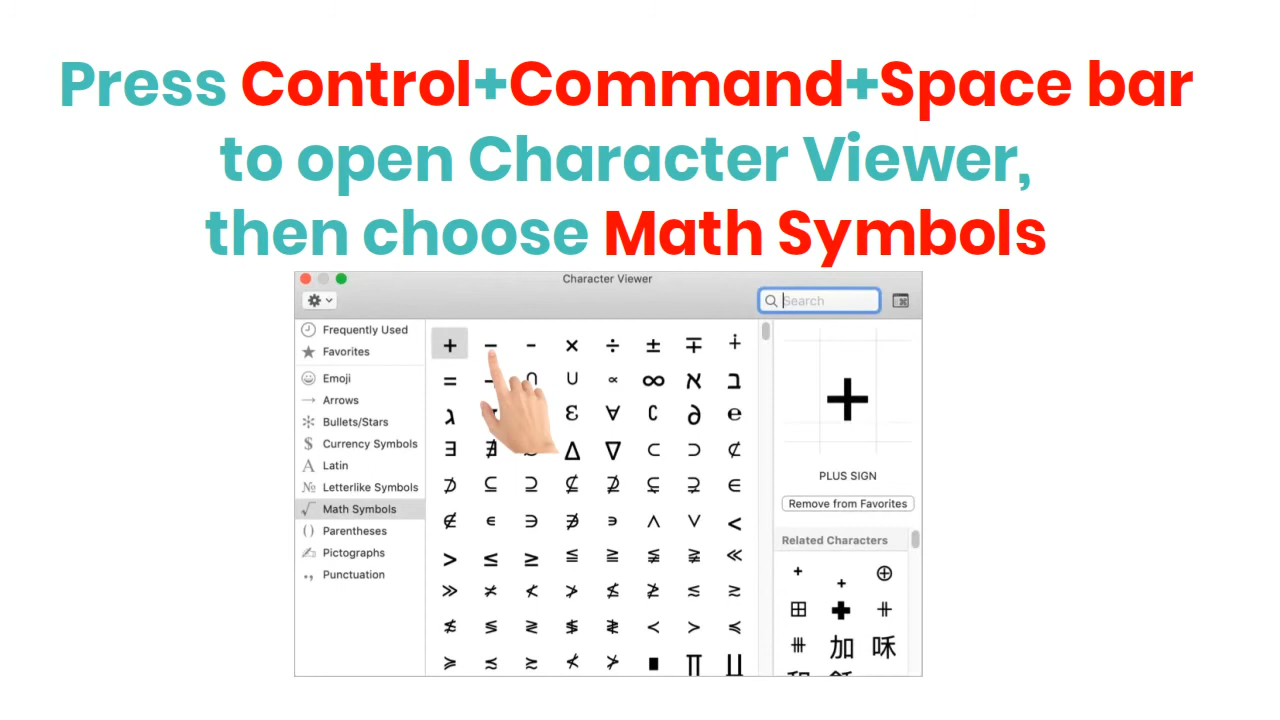 Press Control+Command+Space bar
to open Character Viewer,
then choose Math Symbols
Character Viewer
Search
Frequently Used
Favorites
Emoji
Arrows
Bullets/Stars
$ Currency Symbols
A Latin
№ Letterlike Symbols
√ Math Symbols
() Parentheses
Pictographs
., Punctuation
+ − - × ÷ ± ∓ ∔
= ∪ ∝ ∞ א ב
ג ℇ ∀ ∁ ∂ ℮
∃ ∄ ∆ ∇ ⊂ ⊃ ⊄
⊅ ⊆ ⊇ ⊈ ⊉ ⊊ ⊋ ∈
∉ ∊ ∋ ∌ ∍ ∧ ∨ <
> ≤ ≥ ≦ ≧ ≨ ≩ ≪
≫ ≭ ≮ ≯ ≰ ≱ ≲ ≳
≴ ≶ ≷ ≸ ≹ ≺ ≻ ≼
≽ ≾ ≿ ⊀ ⊁ ∎ ∏ ∐
+
PLUS SIGN
Remove from Favorites
Related Characters
+ + ⊕
⊞ ✚ ⧺
⧻ 加 咊